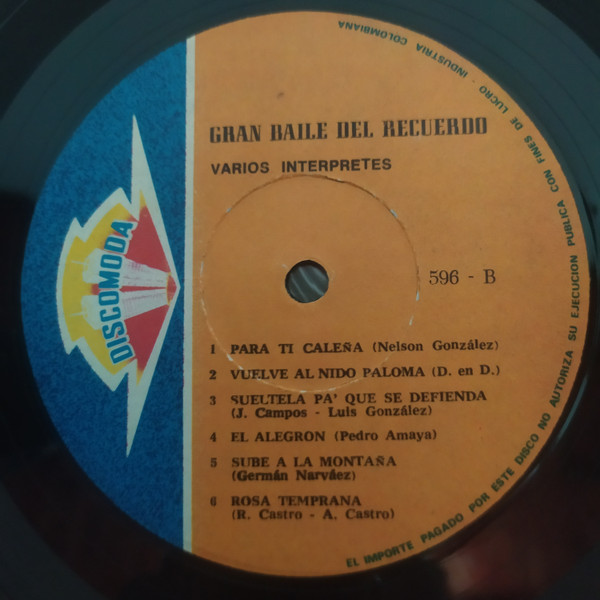 GRAN BAILE DEL RECUERDO
VARIOS INTERPRETES
DISCOMODA
596 - B
1 PARA TI CALEÑA (Nelson González)
2 VUELVE AL NIDO PALOMA (D. en D.)
3 SUELTELA PA' QUE SE DEFIENDA
(J. Campos - Luis González)
4 EL ALEGRON (Pedro Amaya)
5 SUBE A LA MONTAÑA
(Germán Narváez)
6 ROSA TEMPRANA
(R. Castro - A. Castro)
EL IMPORTE PAGADO POR ESTE DISCO NO AUTORIZA SU EJECUCION PUBLICA CON FINES DE LUCRO - INDUSTRIA COLOMBIANA